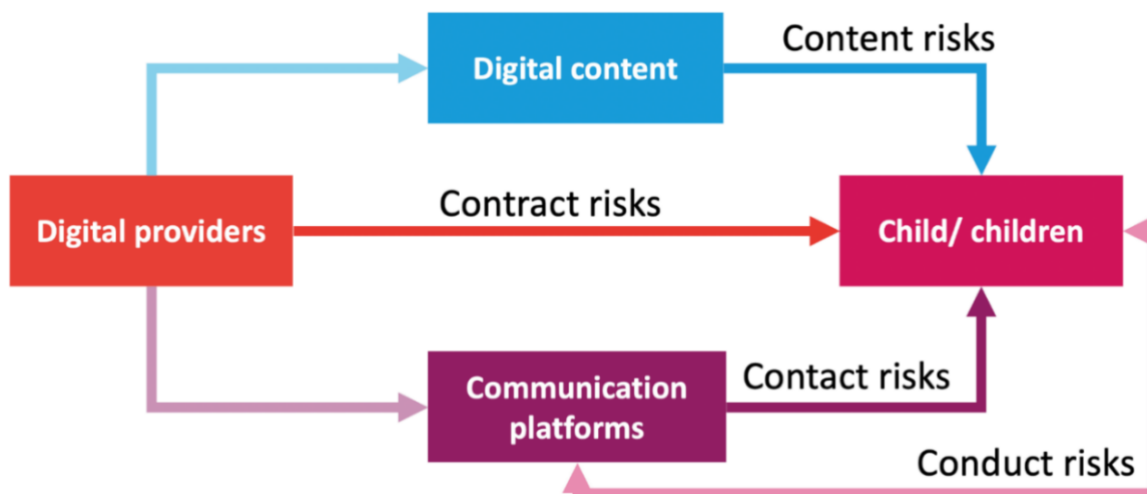 Content risks
Digital content
Contract risks
Digital providers
Child/ children
Contact risks
Communication
platforms
Conduct risks